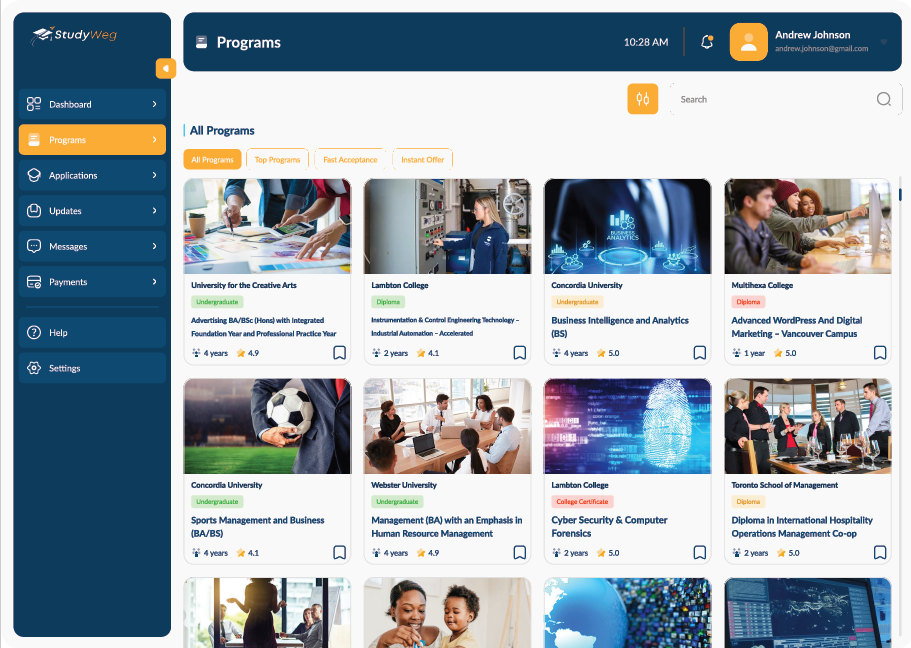 StudyWeg
Programs
10:28 AM
Andrew Johnson
andrew.johnson@gmail.com
Dashboard
Programs
Applications
Updates
Messages
Payments
Help
Settings
Search
All Programs
All Programs
Top Programs
Fast Acceptance
Instant Offer
University for the Creative Arts
Undergraduate
Advertising BA/BSc (Hons) with Integrated
Foundation Year and Professional Practice Year
4 years
4.9
Lambton College
Diploma
Instrumentation & Control Engineering Technology –
Industrial Automation – Accelerated
2 years
4.1
BUSINESS
ANALYTICS
Concordia University
Undergraduate
Business Intelligence and Analytics
(BS)
4 years
5.0
Multihexa College
Diploma
Advanced WordPress And Digital
Marketing – Vancouver Campus
1 year
5.0
Concordia University
Undergraduate
Sports Management and Business
(BA/BS)
4 years
4.1
Webster University
Undergraduate
Management (BA) with an Emphasis in
Human Resource Management
4 years
4.9
Lambton College
College Certificate
Cyber Security & Computer
Forensics
2 years
5.0
Toronto School of Management
Diploma
Diploma in International Hospitality
Operations Management Co-op
2 years
5.0